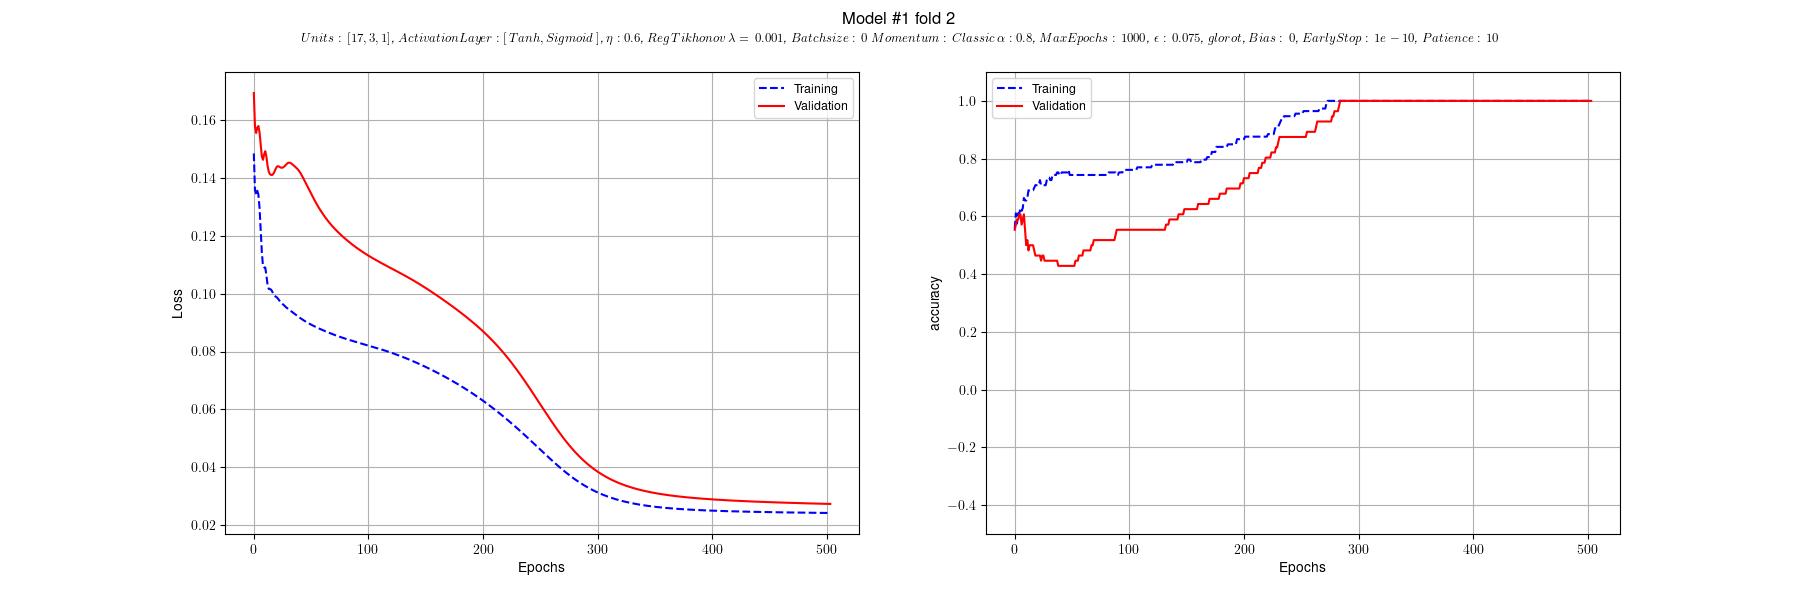 Model #1 fold 2
Units : [17, 3, 1], ActivationLayer : [Tanh, Sigmoid], η : 0.6, RegTikhonov λ = 0.001, Batchsize : 0 Momentum : Classic α : 0.8, MaxEpochs : 1000, ϵ : 0.075, glorot, Bias : 0, EarlyStop : 1e − 10, Patience : 10
Training
Validation
0.16
0.14
0.12
0.10
0.08
0.06
0.04
0.02
Loss
0 100 200 300 400 500
Epochs
Training
Validation
1.0
0.8
0.6
0.4
0.2
0.0
−0.2
−0.4
accuracy
0 100 200 300 400 500
Epochs